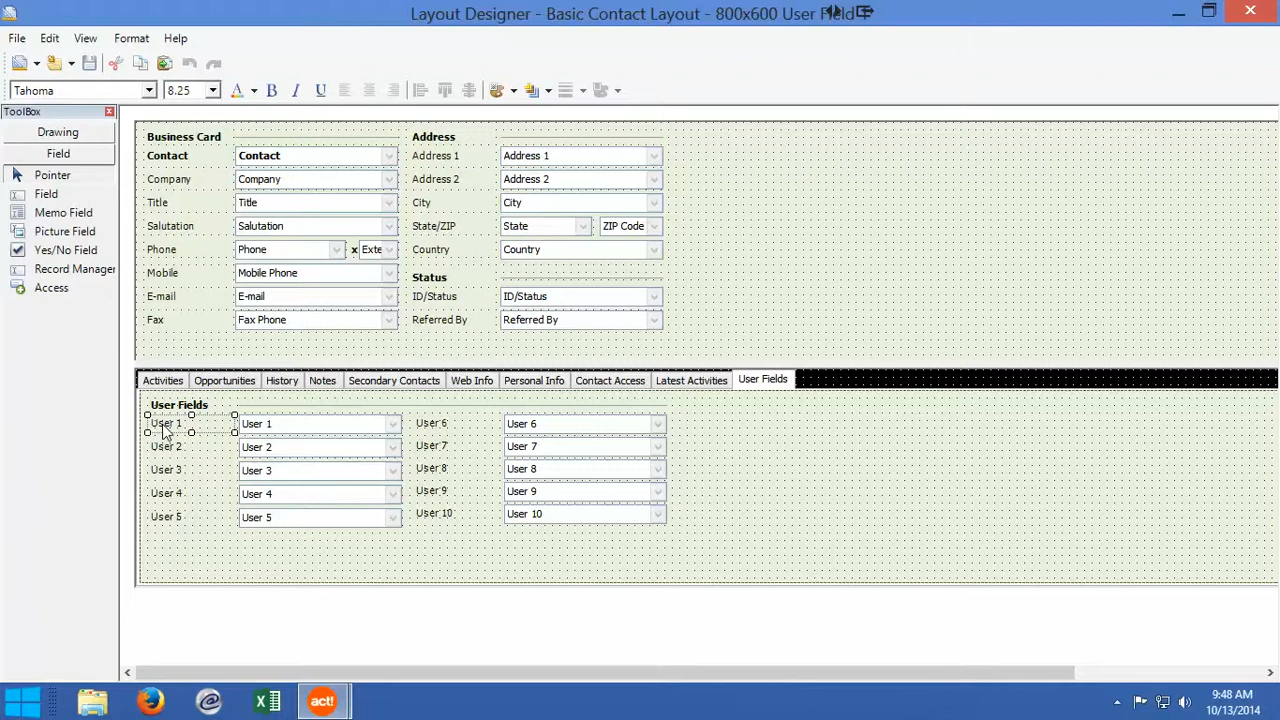 Layout Designer - Basic Contact Layout - 800x600 User Field
File Edit View Format Help
Tahoma 8.25 A B I U
ToolBox
Drawing
Field
Pointer
Field
Memo Field
Picture Field
Yes/No Field
Record Manager
Access
Business Card Address
Contact Contact Address 1 Address 1
Company Company Address 2 Address 2
Title Title City City
Salutation Salutation State/ZIP State ZIP Code
Phone Phone x Exte Country Country
Mobile Mobile Phone Status
E-mail E-mail ID/Status ID/Status
Fax Fax Phone Referred By Referred By
Activities Opportunities History Notes Secondary Contacts Web Info Personal Info Contact Access Latest Activities User Fields
User Fields
User 1 User 1 User 6 User 6
User 2 User 2 User 7 User 7
User 3 User 3 User 8 User 8
User 4 User 4 User 9 User 9
User 5 User 5 User 10 User 10
act!
9:48 AM
10/13/2014